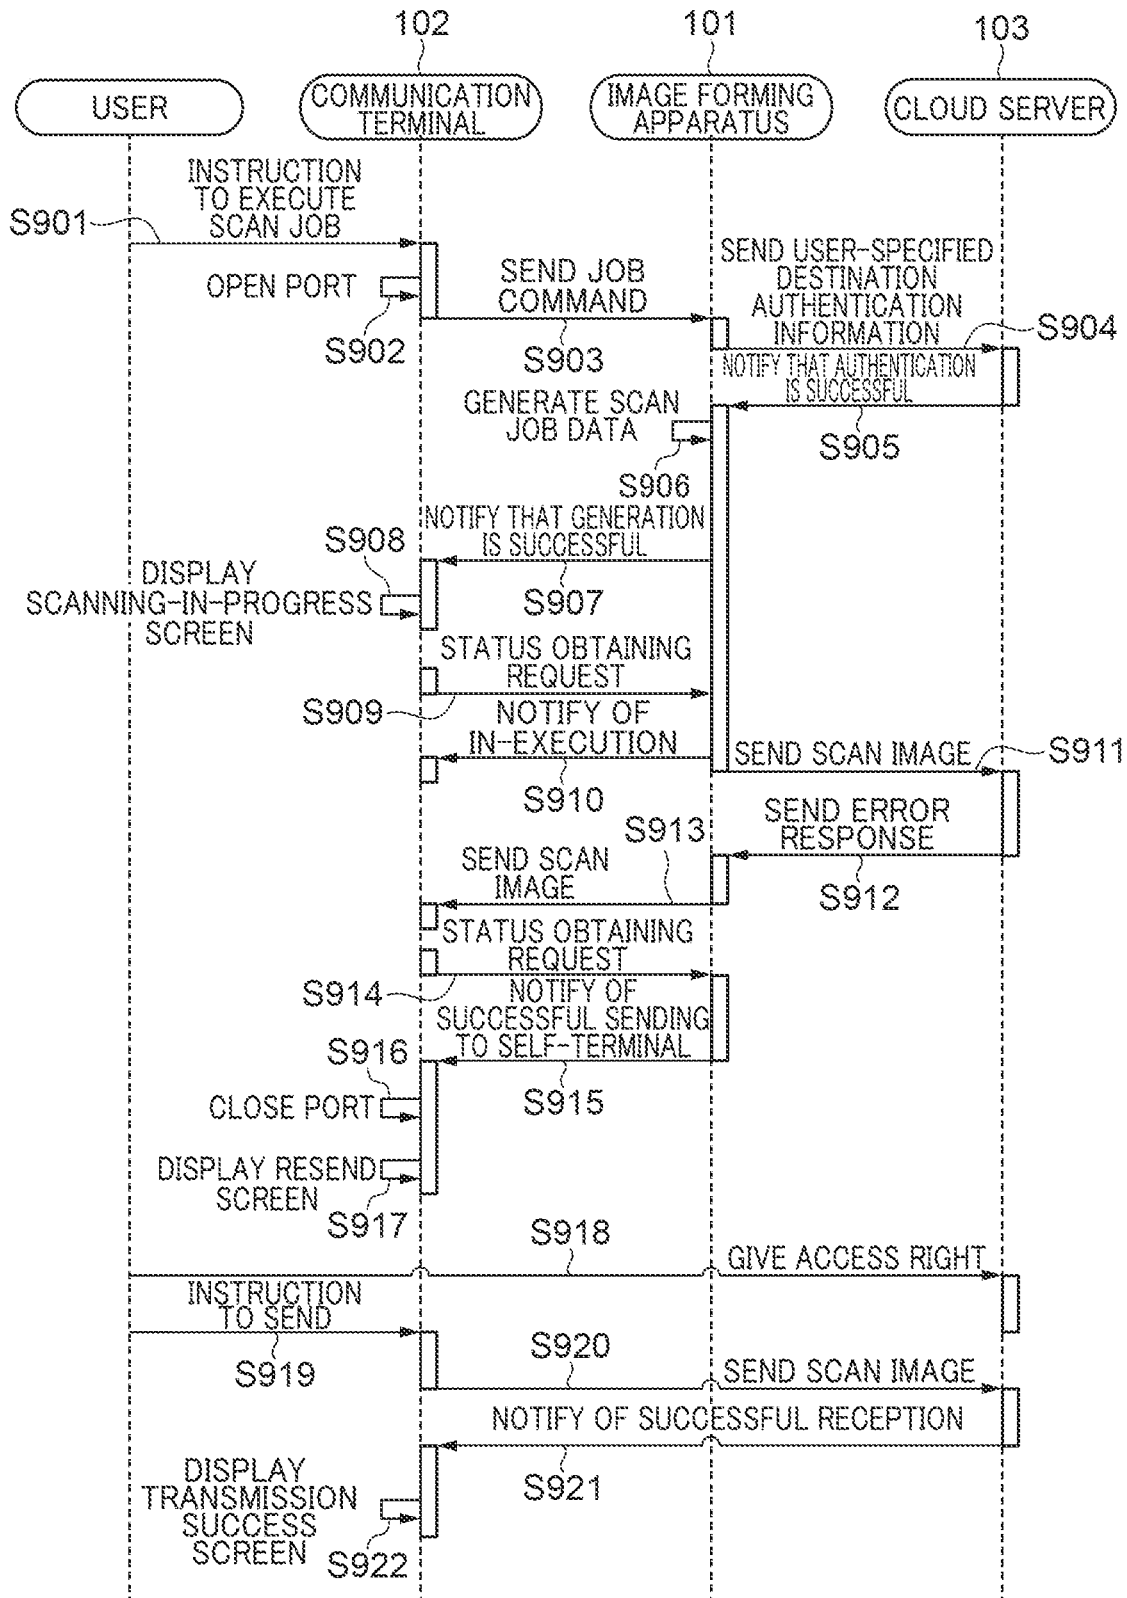 102
101
103
USER
COMMUNICATION
TERMINAL
IMAGE FORMING
APPARATUS
CLOUD SERVER
INSTRUCTION
TO EXECUTE
SCAN JOB
S901
OPEN PORT
S902
SEND JOB
COMMAND
S903
SEND USER-SPECIFIED
DESTINATION
AUTHENTICATION
INFORMATION
S904
NOTIFY THAT AUTHENTICATION
IS SUCCESSFUL
S905
GENERATE SCAN
JOB DATA
S906
NOTIFY THAT GENERATION
IS SUCCESSFUL
S907
S908
DISPLAY
SCANNING-IN-PROGRESS
SCREEN
STATUS OBTAINING
REQUEST
S909
NOTIFY OF
IN-EXECUTION
S910
SEND SCAN IMAGE
S911
SEND ERROR
RESPONSE
S912
S913
SEND SCAN
IMAGE
STATUS OBTAINING
REQUEST
S914
NOTIFY OF
SUCCESSFUL SENDING
TO SELF-TERMINAL
S915
S916
CLOSE PORT
DISPLAY RESEND
SCREEN
S917
S918
GIVE ACCESS RIGHT
INSTRUCTION
TO SEND
S919
S920
SEND SCAN IMAGE
NOTIFY OF SUCCESSFUL RECEPTION
S921
DISPLAY
TRANSMISSION
SUCCESS
SCREEN
S922